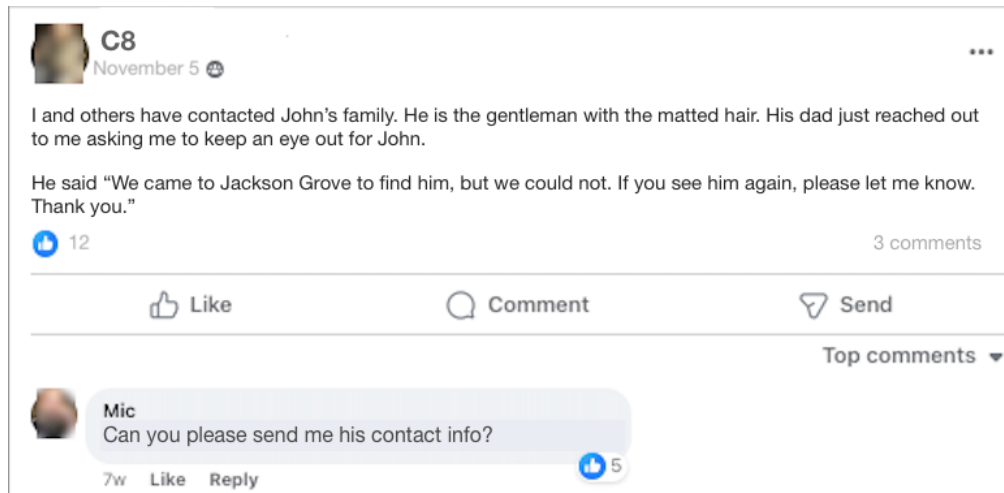 C8
November 5
I and others have contacted John’s family. He is the gentleman with the matted hair. His dad just reached out
to me asking me to keep an eye out for John.
He said “We came to Jackson Grove to find him, but we could not. If you see him again, please let me know.
Thank you.”
12 3 comments
Like Comment Send
Top comments
Mic
Can you please send me his contact info?
5
7w Like Reply